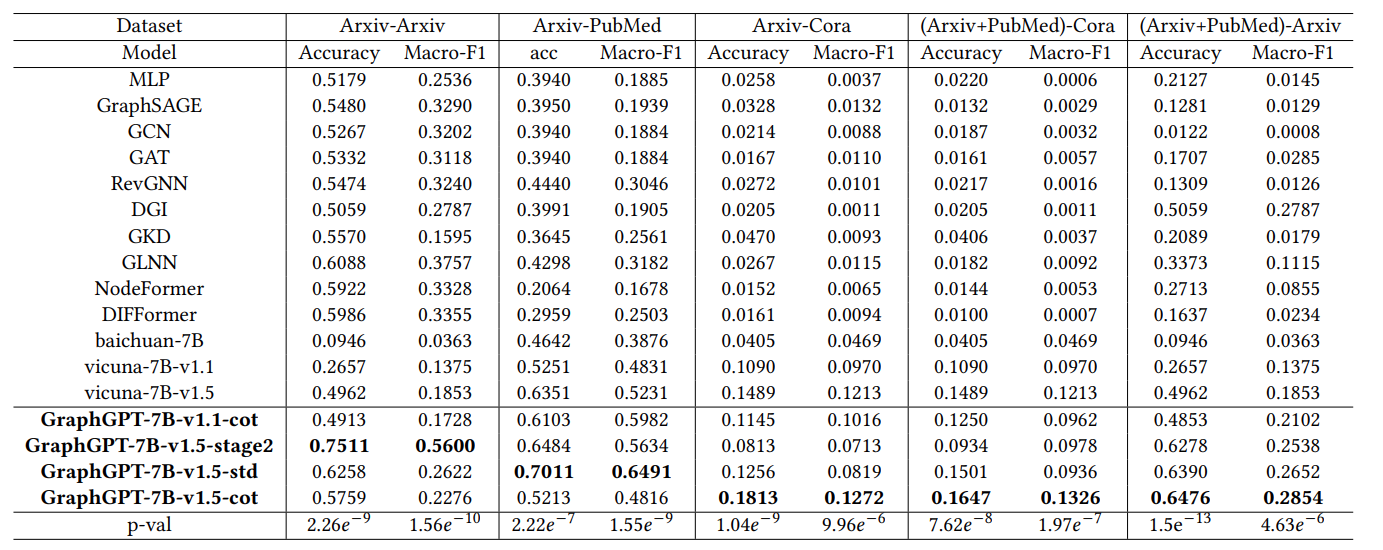 Dataset Arxiv-Arxiv Arxiv-PubMed Arxiv-Cora (Arxiv+PubMed)-Cora (Arxiv+PubMed)-Arxiv
Model Accuracy Macro-F1 acc Macro-F1 Accuracy Macro-F1 Accuracy Macro-F1 Accuracy Macro-F1
MLP 0.5179 0.2536 0.3940 0.1885 0.0258 0.0037 0.0220 0.0006 0.2127 0.0145
GraphSAGE 0.5480 0.3290 0.3950 0.1939 0.0328 0.0132 0.0132 0.0029 0.1281 0.0129
GCN 0.5267 0.3202 0.3940 0.1884 0.0214 0.0088 0.0187 0.0032 0.0122 0.0008
GAT 0.5332 0.3118 0.3940 0.1884 0.0167 0.0110 0.0161 0.0057 0.1707 0.0285
RevGNN 0.5474 0.3240 0.4440 0.3046 0.0272 0.0101 0.0217 0.0016 0.1309 0.0126
DGI 0.5059 0.2787 0.3991 0.1905 0.0205 0.0011 0.0205 0.0011 0.5059 0.2787
GKD 0.5570 0.1595 0.3645 0.2561 0.0470 0.0093 0.0406 0.0037 0.2089 0.0179
GLNN 0.6088 0.3757 0.4298 0.3182 0.0267 0.0115 0.0182 0.0092 0.3373 0.1115
NodeFormer 0.5922 0.3328 0.2064 0.1678 0.0152 0.0065 0.0144 0.0053 0.2713 0.0855
DIFFormer 0.5986 0.3355 0.2959 0.2503 0.0161 0.0094 0.0100 0.0007 0.1637 0.0234
baichuan-7B 0.0946 0.0363 0.4642 0.3876 0.0405 0.0469 0.0405 0.0469 0.0946 0.0363
vicuna-7B-v1.1 0.2657 0.1375 0.5251 0.4831 0.1090 0.0970 0.1090 0.0970 0.2657 0.1375
vicuna-7B-v1.5 0.4962 0.1853 0.6351 0.5231 0.1489 0.1213 0.1489 0.1213 0.4962 0.1853
GraphGPT-7B-v1.1-cot 0.4913 0.1728 0.6103 0.5982 0.1145 0.1016 0.1250 0.0962 0.4853 0.2102
GraphGPT-7B-v1.5-stage2 0.7511 0.5600 0.6484 0.5634 0.0813 0.0713 0.0934 0.0978 0.6278 0.2538
GraphGPT-7B-v1.5-std 0.6258 0.2622 0.7011 0.6491 0.1256 0.0819 0.1501 0.0936 0.6390 0.2652
GraphGPT-7B-v1.5-cot 0.5759 0.2276 0.5213 0.4816 0.1813 0.1272 0.1647 0.1326 0.6476 0.2854
p-val 2.26e⁻⁹ 1.56e⁻¹⁰ 2.22e⁻⁷ 1.55e⁻⁹ 1.04e⁻⁹ 9.96e⁻⁶ 7.62e⁻⁸ 1.97e⁻⁷ 1.5e⁻¹³ 4.63e⁻⁶